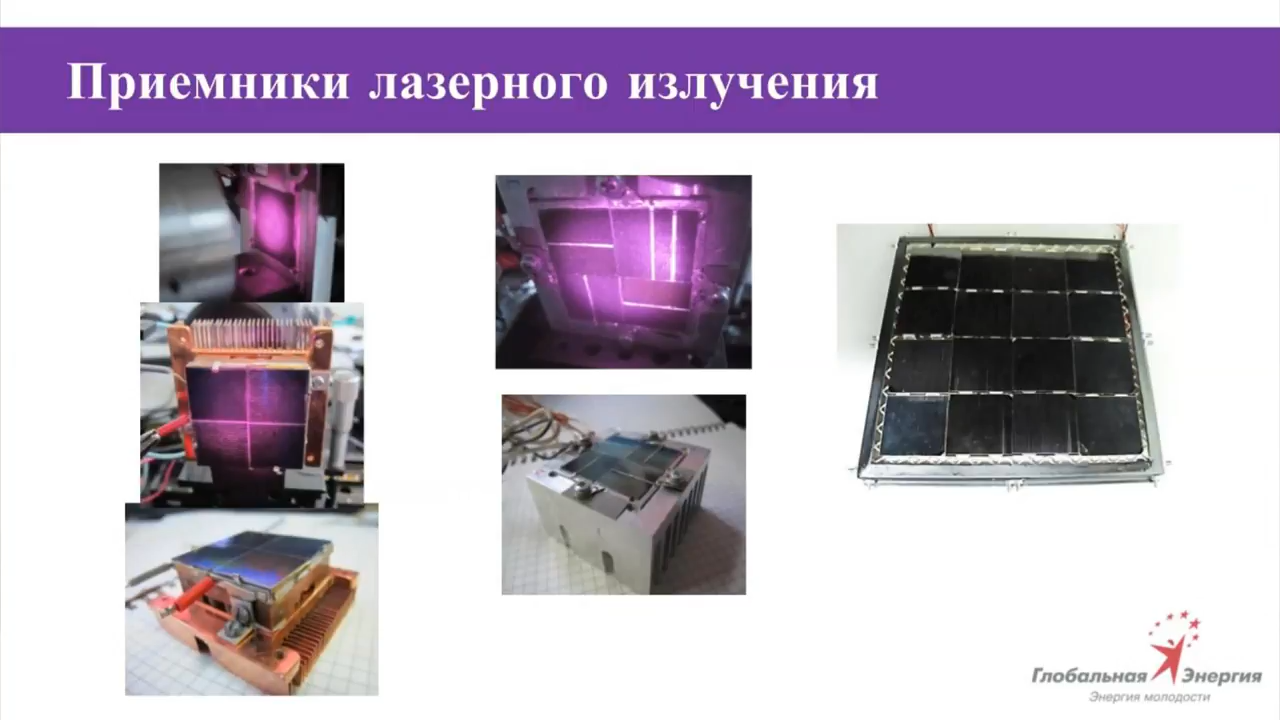 Приемники лазерного излучения
Глобальная Энергия
Энергия молодости